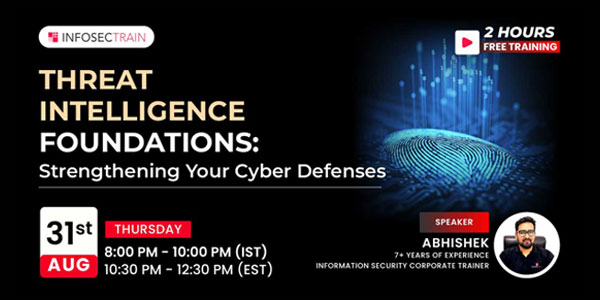 INFOSECTRAIN
2 HOURS
FREE TRAINING
THREAT
INTELLIGENCE
FOUNDATIONS:
Strengthening Your Cyber Defenses
31st
AUG
THURSDAY
8:00 PM - 10:00 PM (IST)
10:30 PM - 12:30 PM (EST)
SPEAKER
ABHISHEK
7+ YEARS OF EXPERIENCE
INFORMATION SECURITY CORPORATE TRAINER